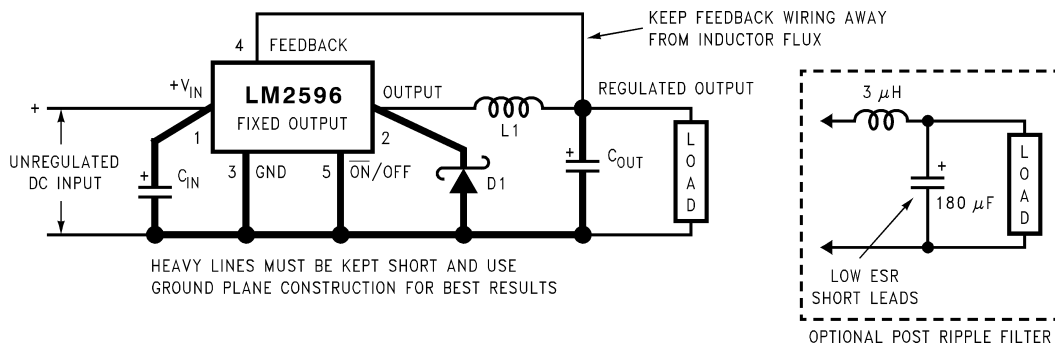 KEEP FEEDBACK WIRING AWAY
FROM INDUCTOR FLUX
4 FEEDBACK
+VIN
LM2596
FIXED OUTPUT
OUTPUT
REGULATED OUTPUT
+
1
2
L1
UNREGULATED
DC INPUT
+
CIN
3 GND
5 ON/OFF
D1
+
COUT
LOAD
HEAVY LINES MUST BE KEPT SHORT AND USE
GROUND PLANE CONSTRUCTION FOR BEST RESULTS
3 μH
+
180 μF
LOAD
LOW ESR
SHORT LEADS
OPTIONAL POST RIPPLE FILTER